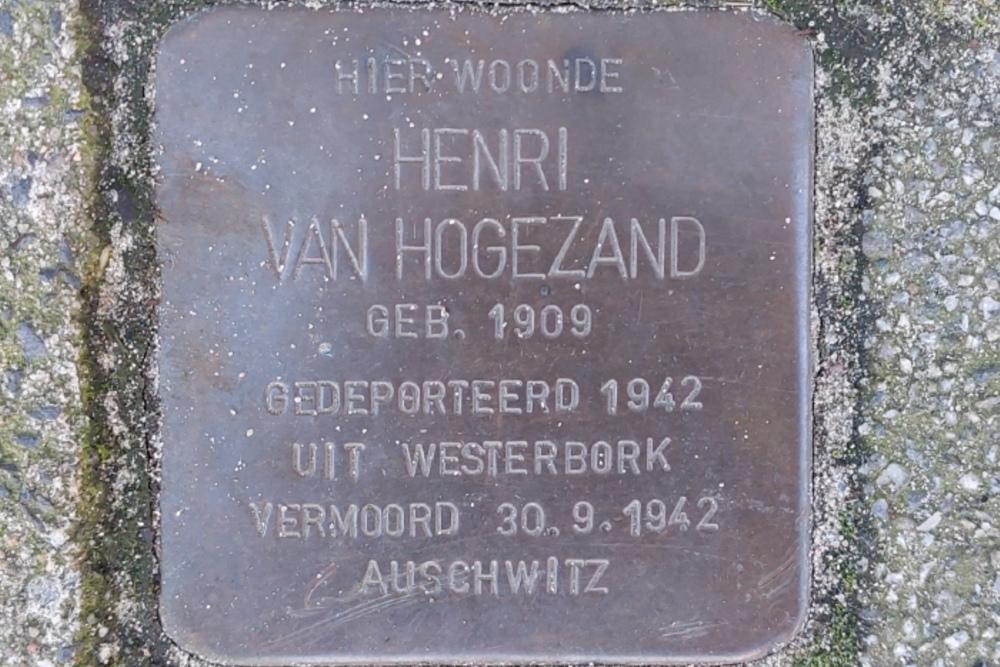 HIER WOONDE
HENRI
VAN HOGEZAND
GEB. 1909
GEDEPORTEERD 1942
UIT WESTERBORK
VERMOORD 30.9.1942
AUSCHWITZ